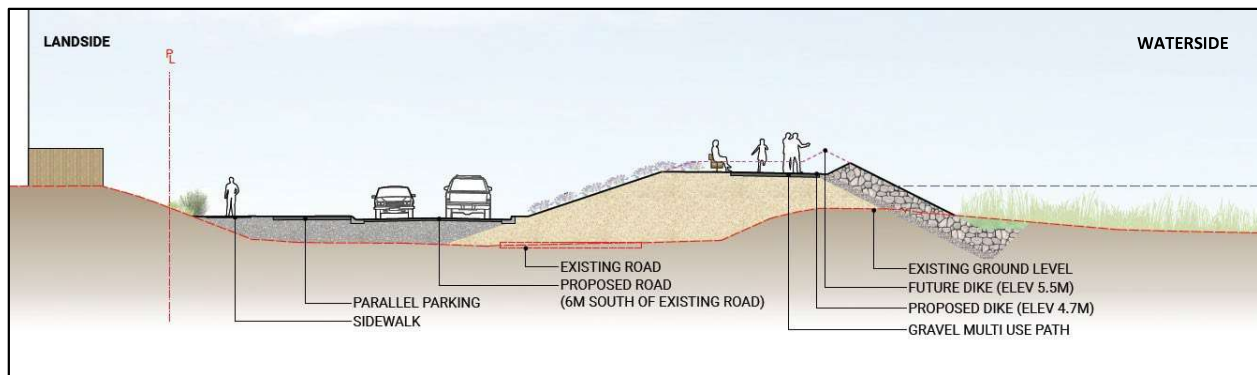 LANDSIDE
WATERSIDE
PL
EXISTING ROAD
PROPOSED ROAD
(6M SOUTH OF EXISTING ROAD)
PARALLEL PARKING
SIDEWALK
EXISTING GROUND LEVEL
FUTURE DIKE (ELEV 5.5M)
PROPOSED DIKE (ELEV 4.7M)
GRAVEL MULTI USE PATH